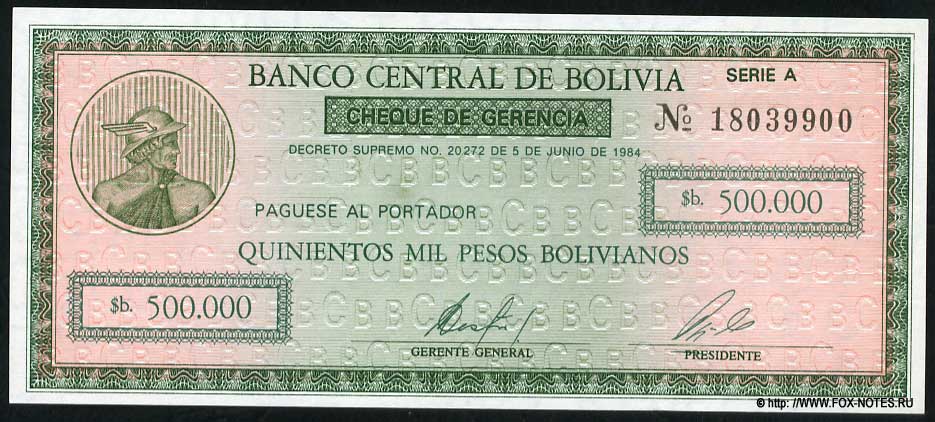 BANCO CENTRAL DE BOLIVIA
SERIE A
CHEQUE DE GERENCIA
No 18039900
DECRETO SUPREMO NO. 20272 DE 5 DE JUNIO DE 1984
$b. 500.000
PAGUESE AL PORTADOR
QUINIENTOS MIL PESOS BOLIVIANOS
$b. 500.000
GERENTE GENERAL
PRESIDENTE
© http: //WWW.FOX-NOTES.RU